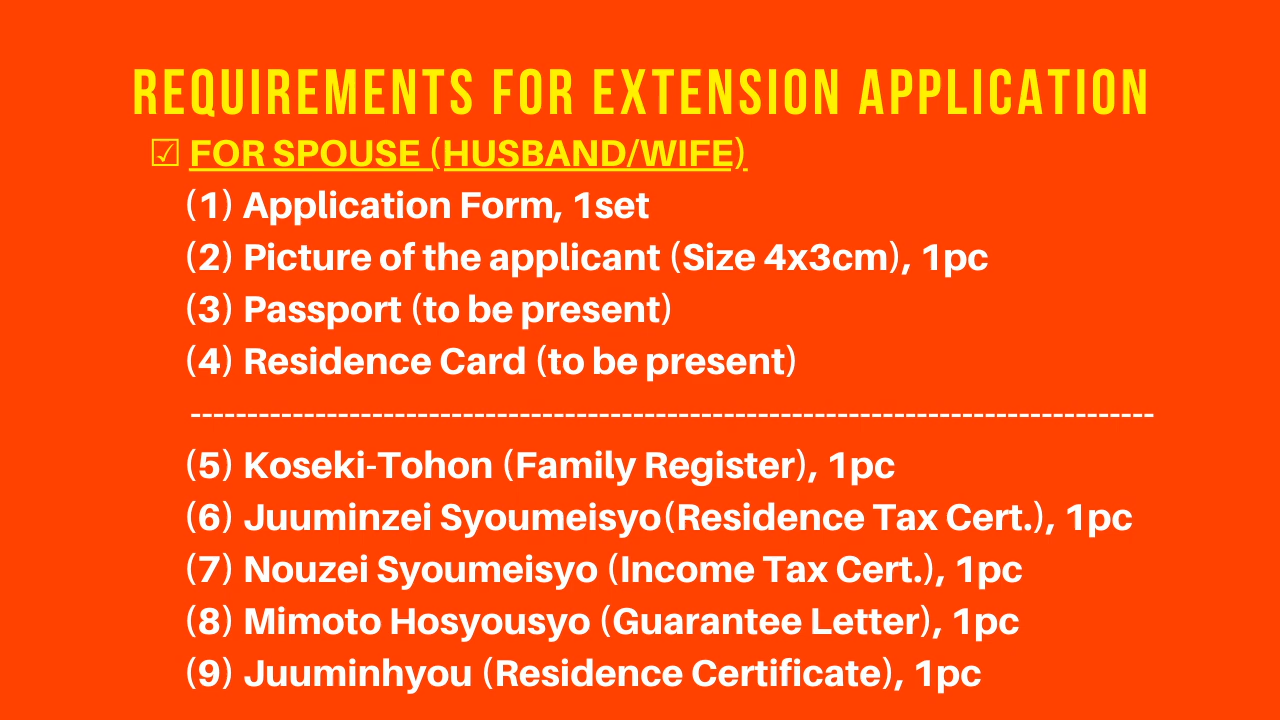 REQUIREMENTS FOR EXTENSION APPLICATION
☑ FOR SPOUSE (HUSBAND/WIFE)
(1) Application Form, 1set
(2) Picture of the applicant (Size 4x3cm), 1pc
(3) Passport (to be present)
(4) Residence Card (to be present)
-------------------------------------------------------------------------------------
(5) Koseki-Tohon (Family Register), 1pc
(6) Juuminzei Syoumeisyo(Residence Tax Cert.), 1pc
(7) Nouzei Syoumeisyo (Income Tax Cert.), 1pc
(8) Mimoto Hosyousyo (Guarantee Letter), 1pc
(9) Juuminhyou (Residence Certificate), 1pc